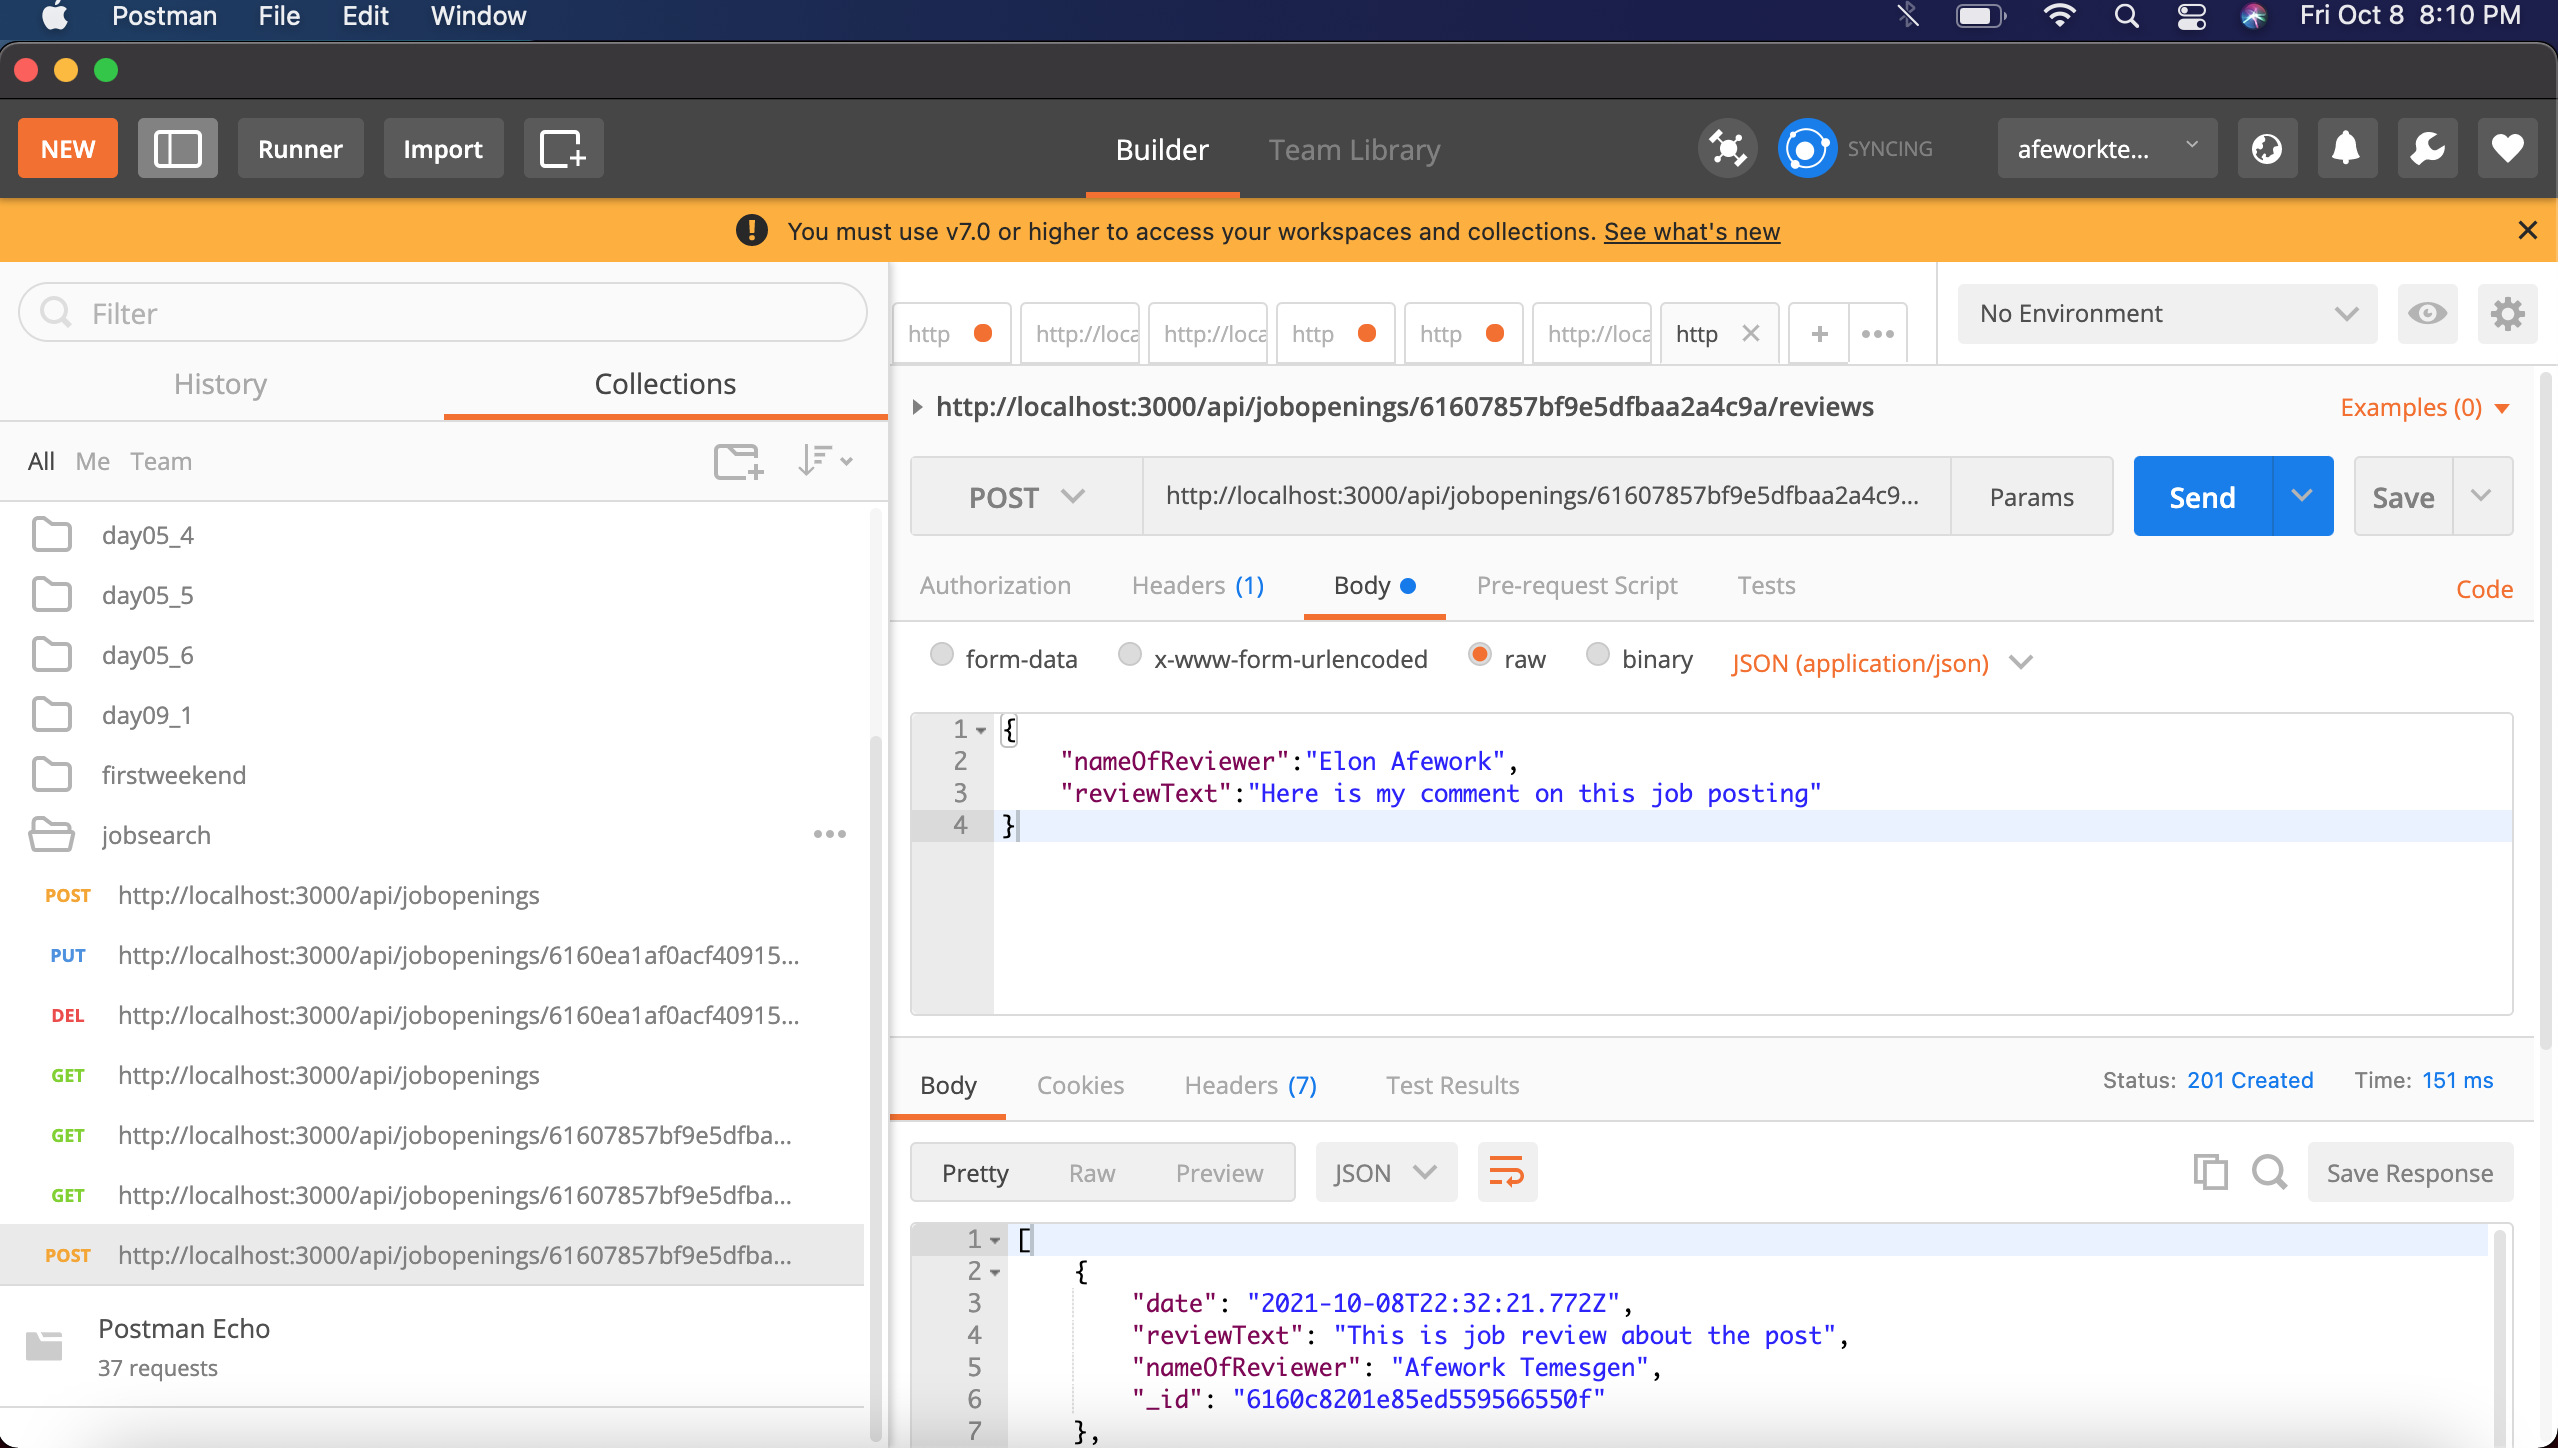 Postman File Edit Window Fri Oct 8 8:10 PM
NEW Runner Import Builder Team Library SYNCING afeworkte...
You must use v7.0 or higher to access your workspaces and collections. See what's new
Filter
History Collections
All Me Team
day05_4
day05_5
day05_6
day09_1
firstweekend
jobsearch
POST http://localhost:3000/api/jobopenings
PUT http://localhost:3000/api/jobopenings/6160ea1af0acf40915...
DEL http://localhost:3000/api/jobopenings/6160ea1af0acf40915...
GET http://localhost:3000/api/jobopenings
GET http://localhost:3000/api/jobopenings/61607857bf9e5dfba...
GET http://localhost:3000/api/jobopenings/61607857bf9e5dfba...
POST http://localhost:3000/api/jobopenings/61607857bf9e5dfba...
Postman Echo
37 requests
http http://loca http://loca http http http://loca http
No Environment
http://localhost:3000/api/jobopenings/61607857bf9e5dfbaa2a4c9a/reviews
Examples (0)
POST http://localhost:3000/api/jobopenings/61607857bf9e5dfbaa2a4c9... Params Send Save
Authorization Headers (1) Body Pre-request Script Tests Code
form-data x-www-form-urlencoded raw binary JSON (application/json)
1 {
2 "nameOfReviewer":"Elon Afework",
3 "reviewText":"Here is my comment on this job posting"
4 }
Body Cookies Headers (7) Test Results Status: 201 Created Time: 151 ms
Pretty Raw Preview JSON Save Response
1 [
2 {
3 "date": "2021-10-08T22:32:21.772Z",
4 "reviewText": "This is job review about the post",
5 "nameOfReviewer": "Afework Temesgen",
6 "_id": "6160c8201e85ed559566550f"
7 },